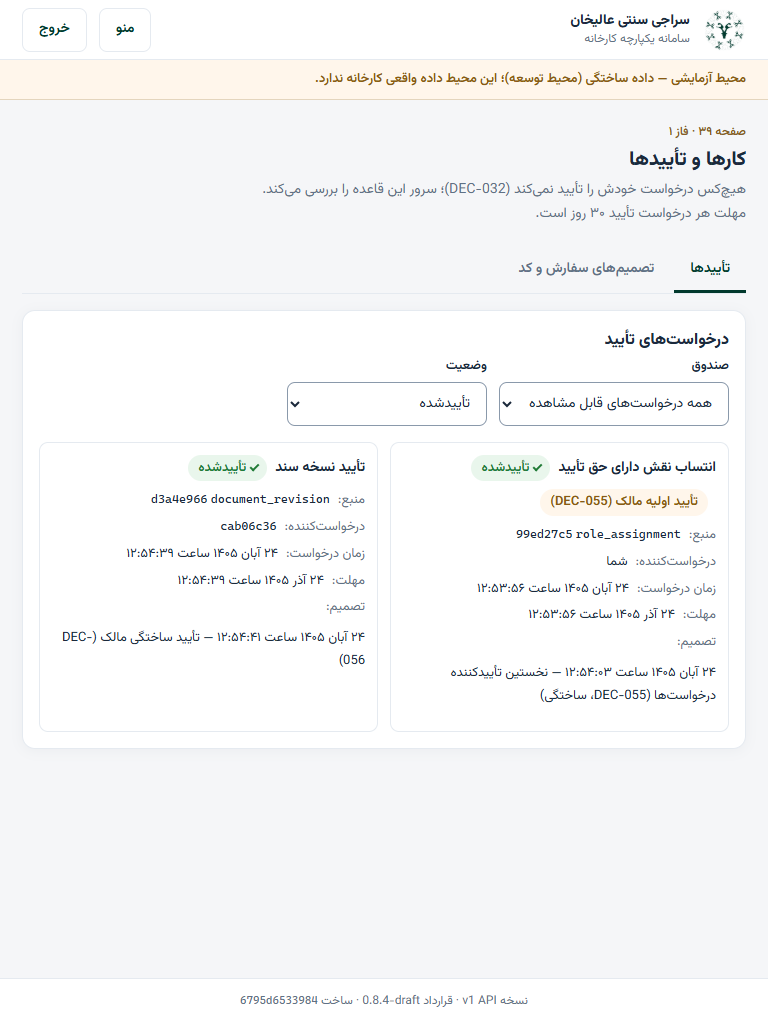 سراجی سنتی عالیخان
سامانه یکپارچه کارخانه
منو
خروج
محیط آزمایشی — داده ساختگی (محیط توسعه)؛ این محیط داده واقعی کارخانه ندارد.
صفحه ۳۹ · فاز ۱
کارها و تأییدها
هیچ‌کس درخواست خودش را تأیید نمی‌کند (DEC-032)؛ سرور این قاعده را بررسی می‌کند.
مهلت هر درخواست تأیید ۳۰ روز است.
تأییدها
تصمیم‌های سفارش و کد
درخواست‌های تأیید
صندوق
وضعیت
همه درخواست‌های قابل مشاهده
تأییدشده
انتساب نقش دارای حق تأیید ✓ تأییدشده
تأیید اولیه مالک (DEC-055)
منبع: role_assignment 99ed27c5
درخواست‌کننده: شما
زمان درخواست: ۲۴ آبان ۱۴۰۵ ساعت ۱۲:۵۳:۵۶
مهلت: ۲۴ آذر ۱۴۰۵ ساعت ۱۲:۵۳:۵۶
تصمیم:
۲۴ آبان ۱۴۰۵ ساعت ۱۲:۵۴:۰۳ — نخستین تأییدکننده
درخواست‌ها (DEC-055، ساختگی)
تأیید نسخه سند ✓ تأییدشده
منبع: document_revision d3a4e966
درخواست‌کننده: cab06c36
زمان درخواست: ۲۴ آبان ۱۴۰۵ ساعت ۱۲:۵۴:۳۹
مهلت: ۲۴ آذر ۱۴۰۵ ساعت ۱۲:۵۴:۳۹
تصمیم:
۲۴ آبان ۱۴۰۵ ساعت ۱۲:۵۴:۴۱ — تأیید ساختگی مالک (DEC-
056)
نسخه API v1 · قرارداد 0.8.4-draft · ساخت 6795d6533984